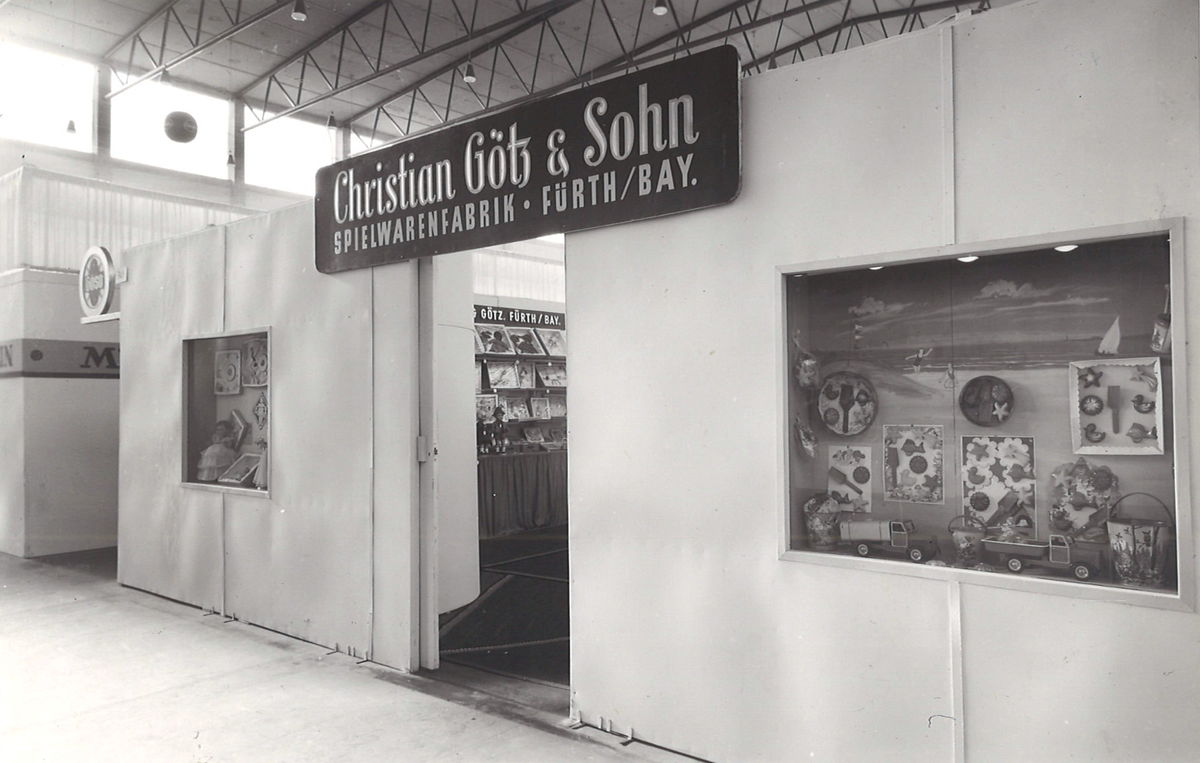 Christian Götz & Sohn
SPIELWARENFABRIK · FÜRTH/BAY.
GÖTZ. FÜRTH/BAY.